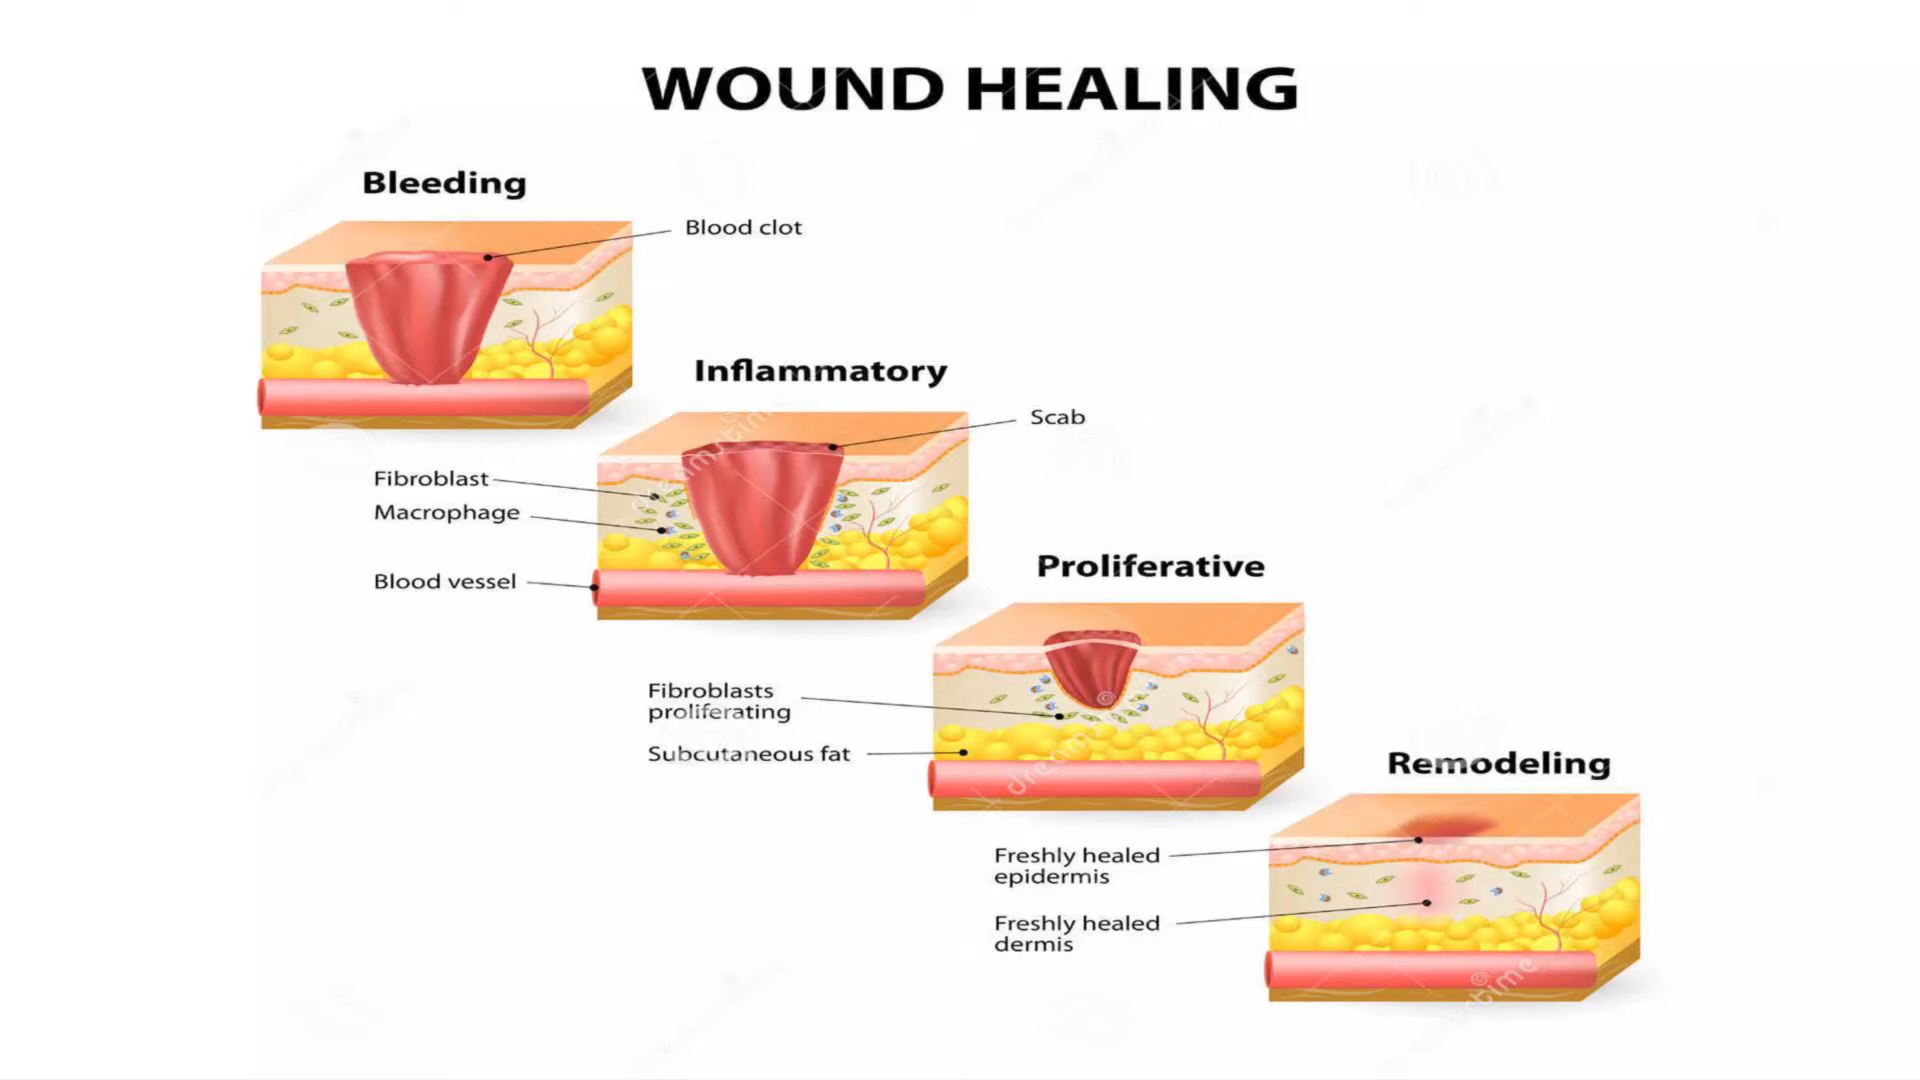 WOUND HEALING
Bleeding
Blood clot
Inflammatory
Scab
Fibroblast
Macrophage
Blood vessel
Proliferative
Fibroblasts
proliferating
Subcutaneous fat
Remodeling
Freshly healed
epidermis
Freshly healed
dermis
dreamstime